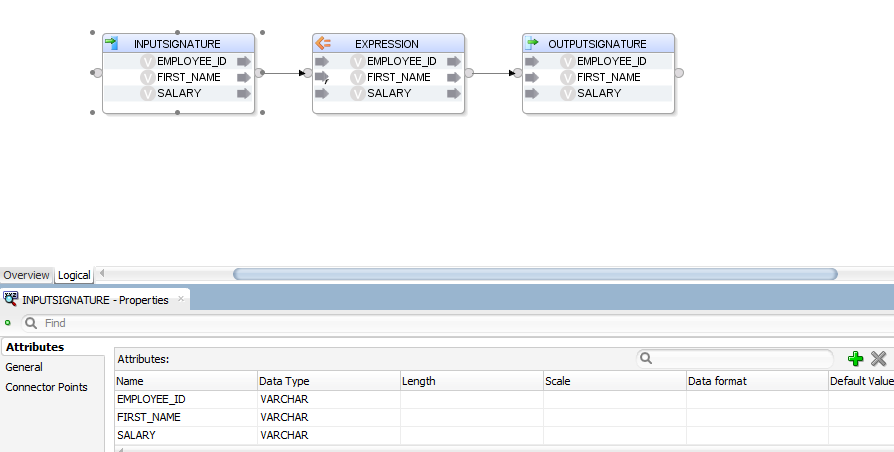 INPUTSIGNATURE EXPRESSION OUTPUTSIGNATURE
V EMPLOYEE_ID V EMPLOYEE_ID V EMPLOYEE_ID
V FIRST_NAME V FIRST_NAME V FIRST_NAME
V SALARY V SALARY V SALARY
Overview Logical
INPUTSIGNATURE - Properties
Find
Attributes
General
Connector Points
Attributes:
Name Data Type Length Scale Data format Default Value
EMPLOYEE_ID VARCHAR
FIRST_NAME VARCHAR
SALARY VARCHAR